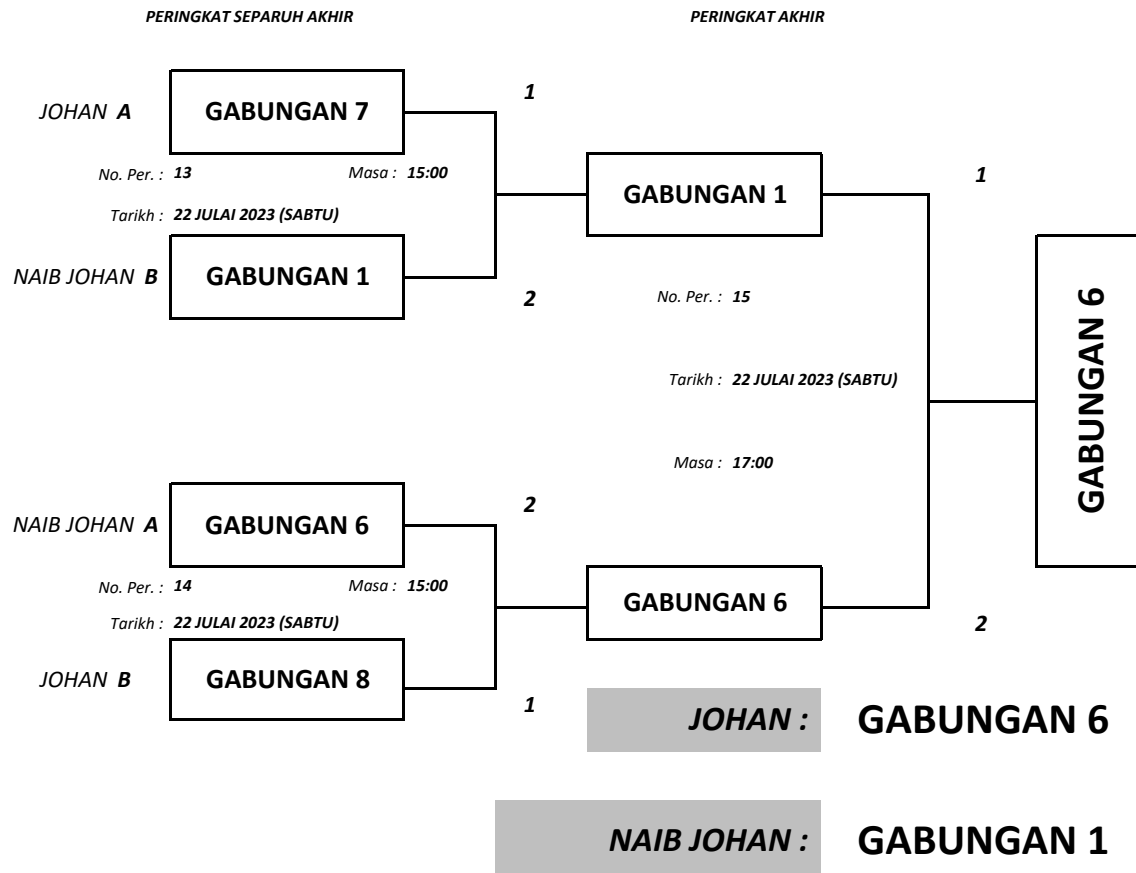 PERINGKAT SEPARUH AKHIR
PERINGKAT AKHIR
JOHAN A
GABUNGAN 7
1
No. Per. : 13
Masa : 15:00
Tarikh : 22 JULAI 2023 (SABTU)
NAIB JOHAN B
GABUNGAN 1
2
GABUNGAN 1
1
No. Per. : 15
Tarikh : 22 JULAI 2023 (SABTU)
Masa : 17:00
GABUNGAN 6
NAIB JOHAN A
GABUNGAN 6
2
No. Per. : 14
Masa : 15:00
Tarikh : 22 JULAI 2023 (SABTU)
JOHAN B
GABUNGAN 8
1
GABUNGAN 6
2
JOHAN : GABUNGAN 6
NAIB JOHAN : GABUNGAN 1